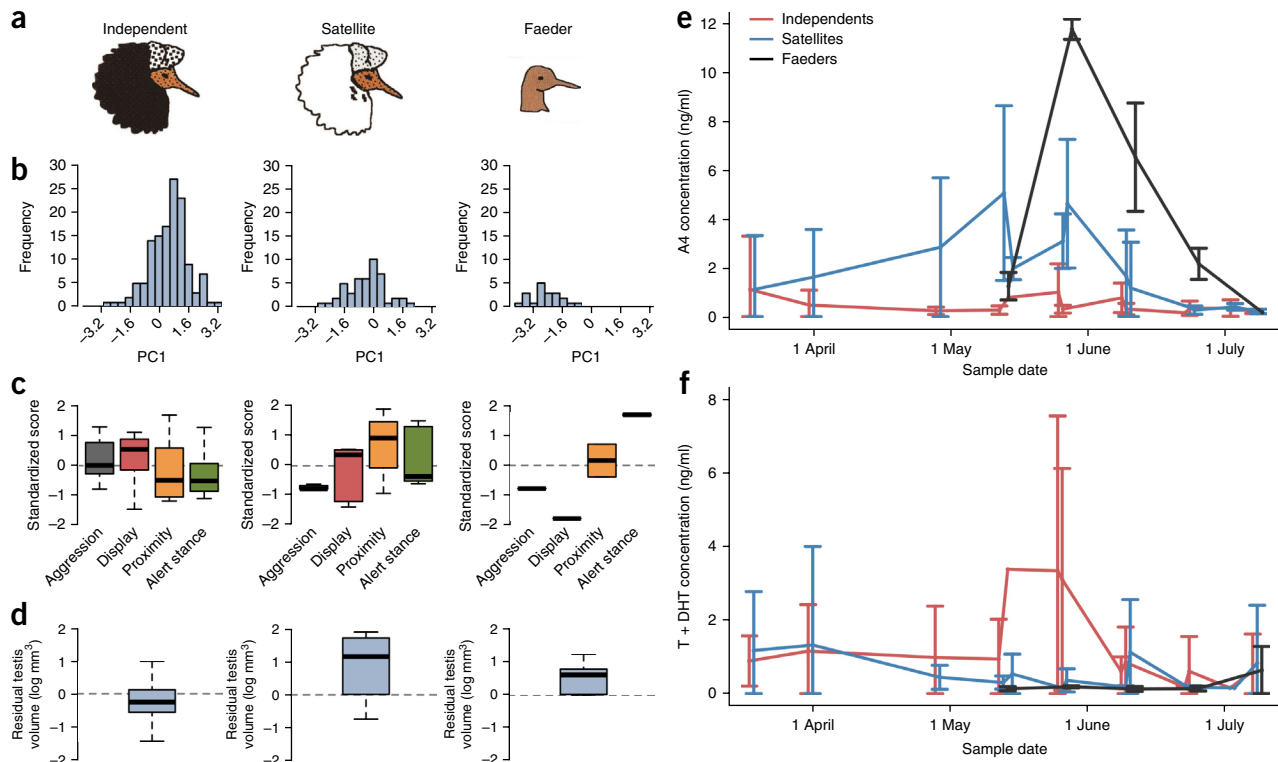 a
Independent
Satellite
Faeder
b
Frequency
30
25
20
15
10
5
0
–3.2
–1.6
0
1.6
3.2
PC1
Frequency
30
25
20
15
10
5
0
–3.2
–1.6
0
1.6
3.2
PC1
Frequency
30
25
20
15
10
5
0
–3.2
–1.6
0
1.6
3.2
PC1
c
Standardized score
2
1
0
–1
–2
Aggression
Display
Proximity
Alert stance
Standardized score
2
1
0
–1
–2
Aggression
Display
Proximity
Alert stance
Standardized score
2
1
0
–1
–2
Aggression
Display
Proximity
Alert stance
d
Residual testis
volume (log mm³)
2
1
0
–1
–2
Residual testis
volume (log mm³)
2
1
0
–1
–2
Residual testis
volume (log mm³)
2
1
0
–1
–2
e
Independents
Satellites
Faeders
A4 concentration (ng/ml)
12
10
8
6
4
2
0
1 April
1 May
1 June
1 July
Sample date
f
T + DHT concentration (ng/ml)
8
6
4
2
0
1 April
1 May
1 June
1 July
Sample date